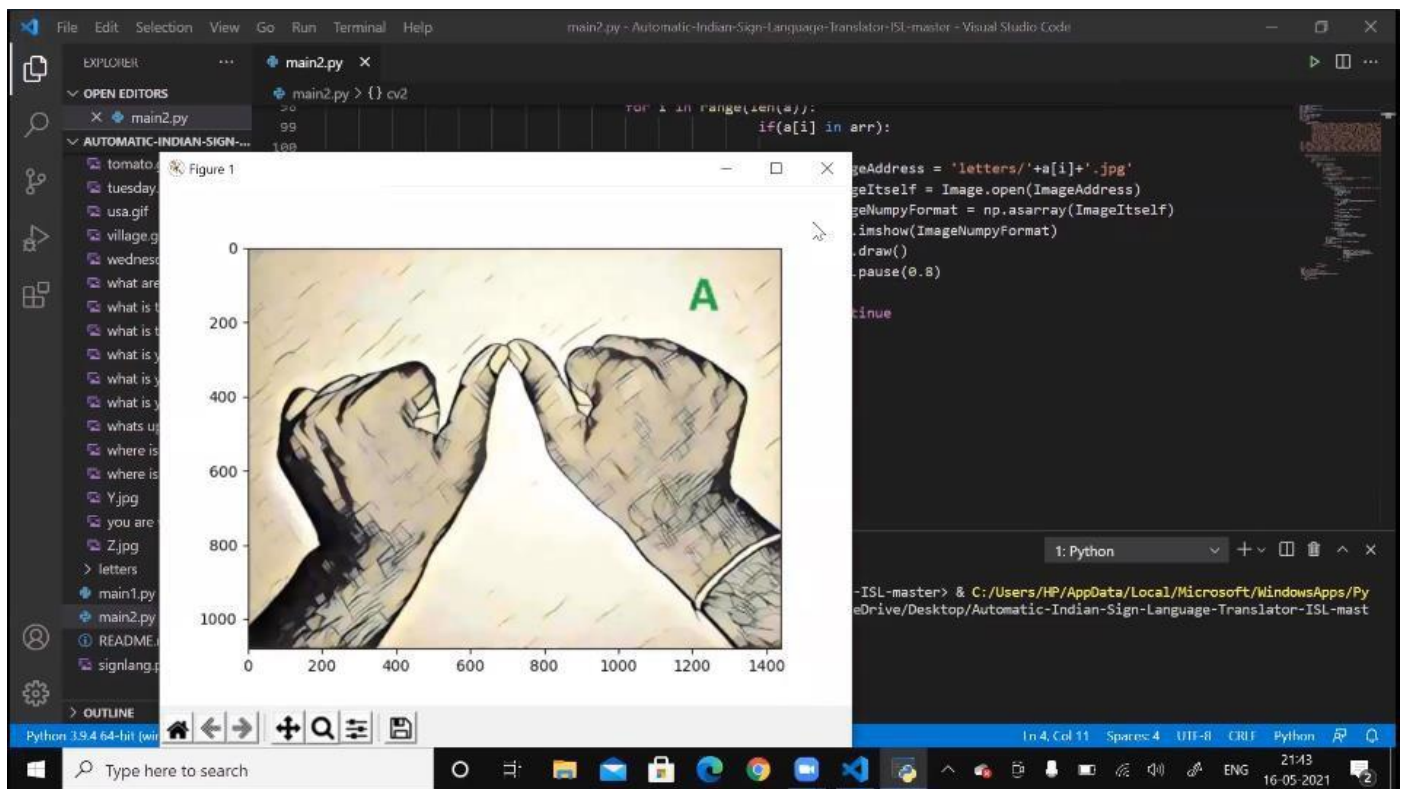 File Edit Selection View Go Run Terminal Help
main2.py - Automatic-Indian-Sign-Language-Translator-ISL-master - Visual Studio Code
EXPLORER
main2.py
OPEN EDITORS
main2.py
AUTOMATIC-INDIAN-SIGN-...
tomato.
tuesday.
usa.gif
village.g
wednesd
what are
what is t
what is t
what is y
what is y
what is y
whats u
where is
where is
Y.jpg
you are
Z.jpg
> letters
main1.py
main2.py
README.
signlang.p
> OUTLINE
main2.py > {} cv2
98 for i in range(len(a)):
99 if(a[i] in arr):
100
geAddress = 'letters/'+a[i]+'.jpg'
geItself = Image.open(ImageAddress)
geNumpyFormat = np.asarray(ImageItself)
.imshow(ImageNumpyFormat)
.draw()
.pause(0.8)
tinue
Figure 1
A
0
200
400
600
800
1000
0 200 400 600 800 1000 1200 1400
1: Python
-ISL-master> & C:/Users/HP/AppData/Local/Microsoft/WindowsApps/Py
eDrive/Desktop/Automatic-Indian-Sign-Language-Translator-ISL-mast
Python 3.9.4 64-bit (wi
Ln 4, Col 11 Spaces: 4 UTF-8 CRLF Python
Type here to search
ENG
21:43
16-05-2021
2